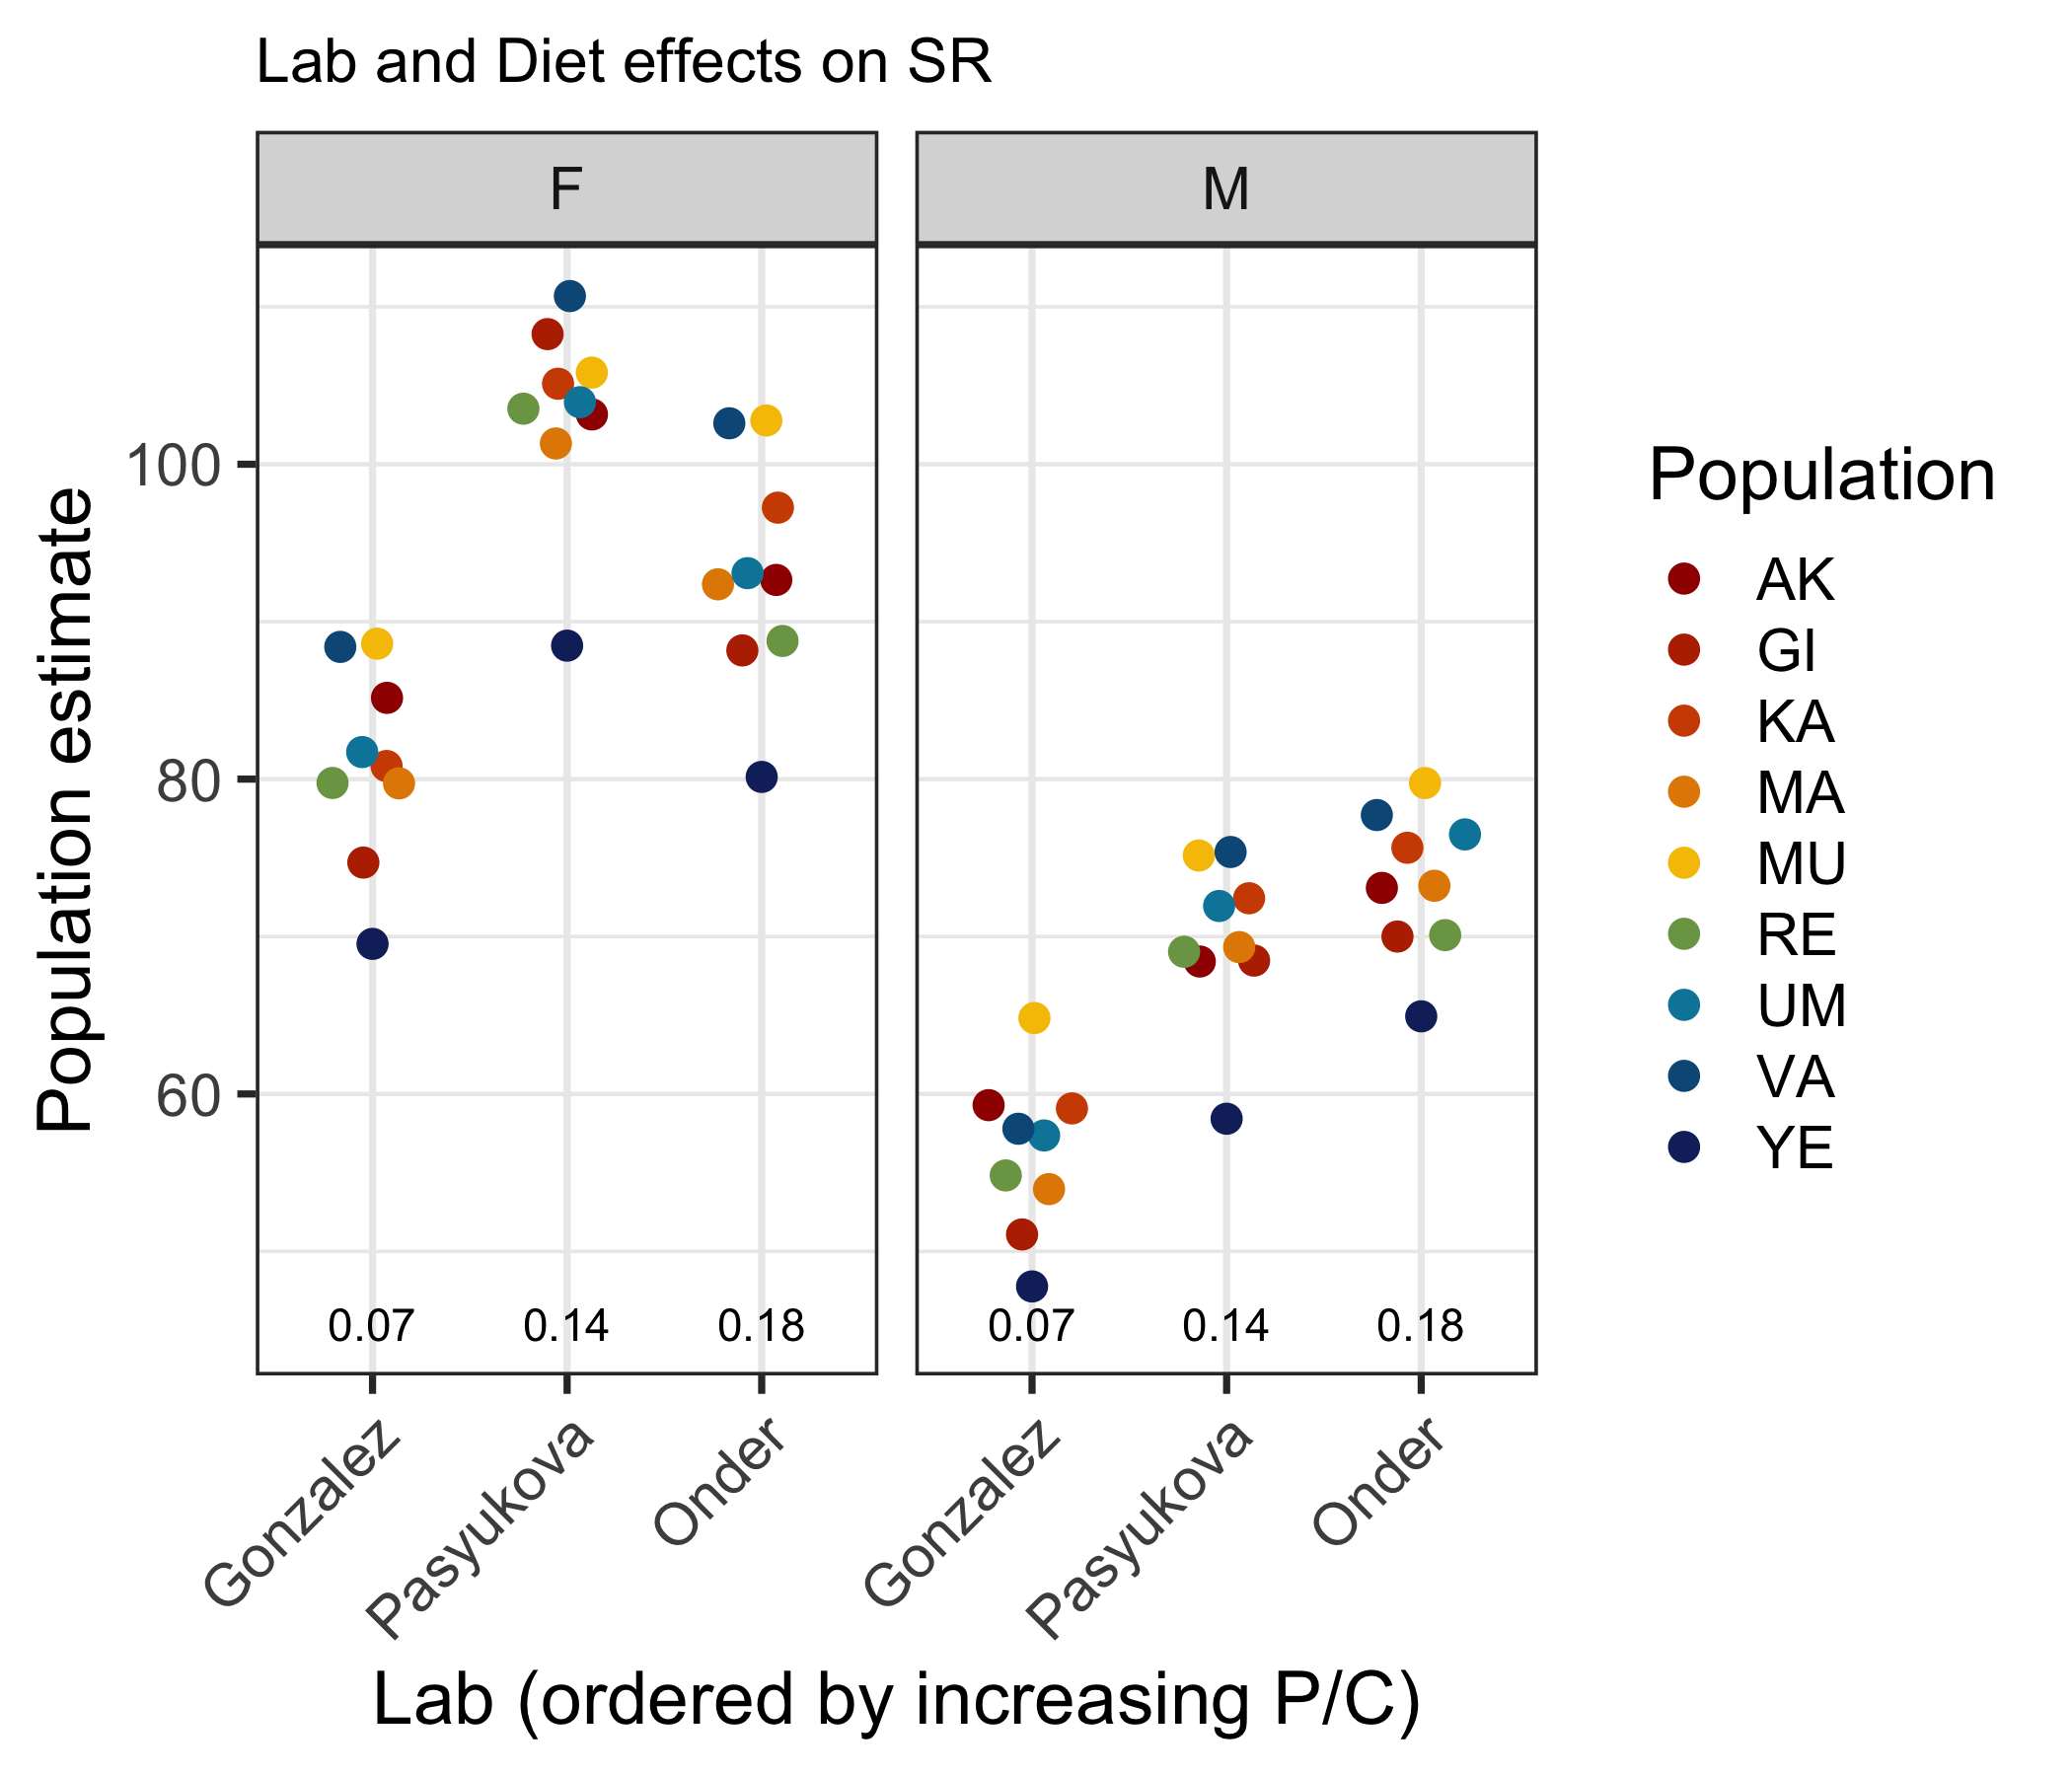 Lab and Diet effects on SR
F
M
Population estimate
100
80
60
0.07
0.14
0.18
0.07
0.14
0.18
Gonzalez
Pasyukova
Onder
Gonzalez
Pasyukova
Onder
Lab (ordered by increasing P/C)
Population
AK
GI
KA
MA
MU
RE
UM
VA
YE